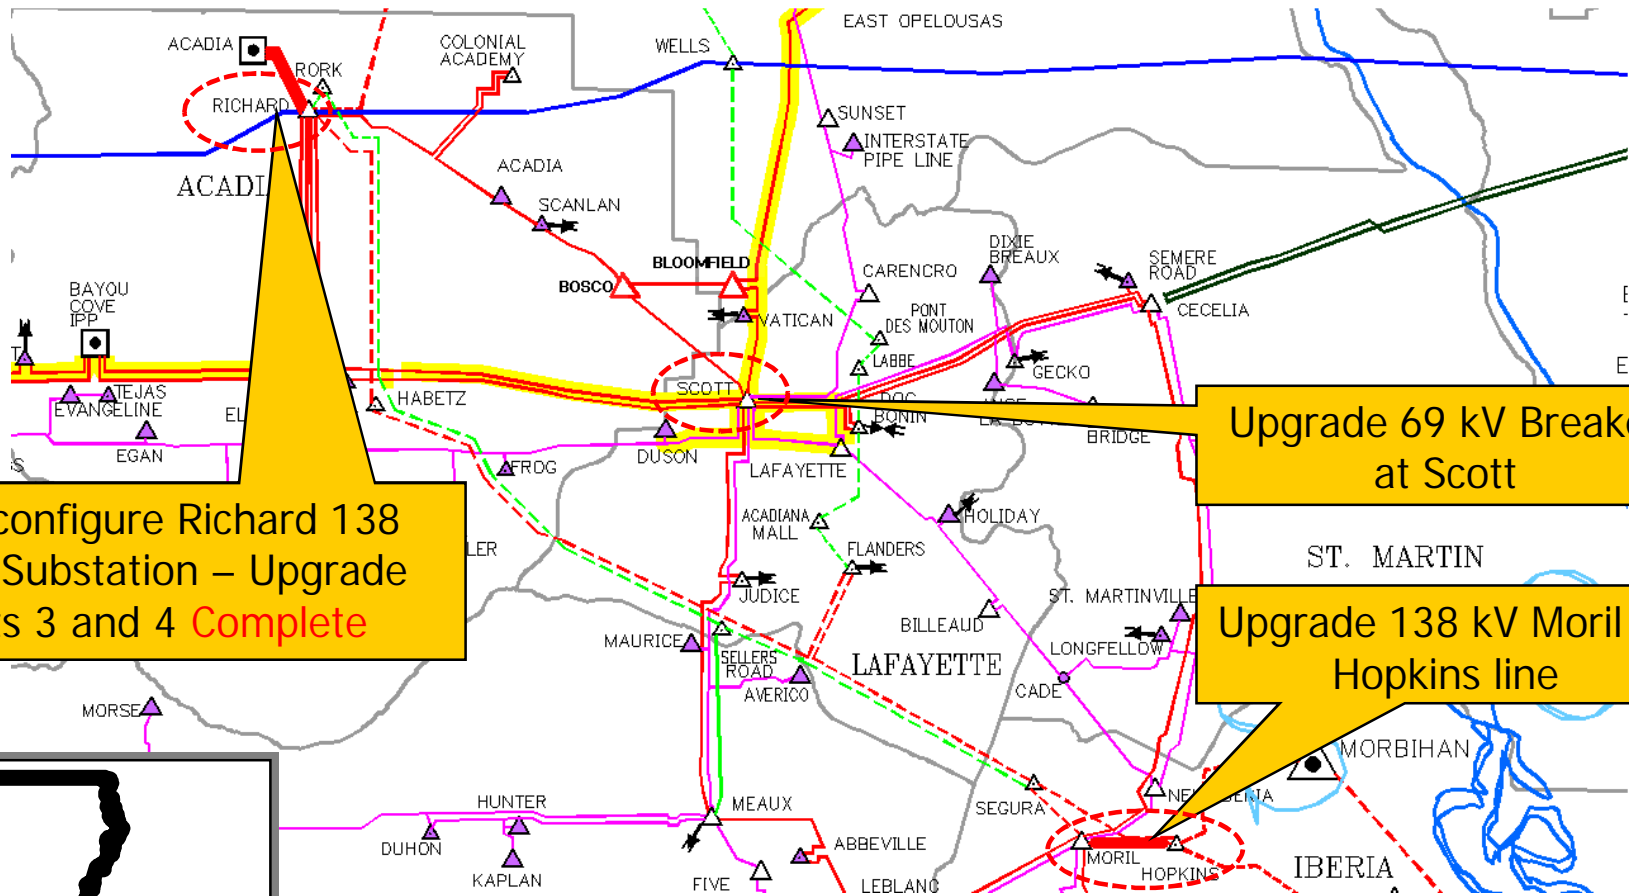 EAST OPELOUSAS
ACADIA
COLONIAL
ACADEMY
WELLS
RORK
RICHARD
SUNSET
INTERSTATE
PIPE LINE
ACADIA
SCANLAN
DIXIE
BREAUX
SEMERE
ROAD
BLOOMFIELD
BOSCO
CARENCRO
CECELIA
BAYOU
COVE
IPP
VATICAN
PONT
DES MOUTON
LABBE
GECKO
SCOTT
TEJAS
EVANGELINE
HABETZ
DOC
BONIN
BRIDGE
EGAN
FROG
DUSON
LAFAYETTE
Upgrade 69 kV
at Scott
configure Richard 138
Substation – Upgrade
s 3 and 4 Complete
ACADIANA
MALL
HOLIDAY
FLANDERS
ST. MARTIN
JUDICE
ST. MARTINVILLE
BILLEAUD
LONGFELLOW
MAURICE
SELLERS
ROAD
LAFAYETTE
AVERICO
CADE
Upgrade 138 kV Moril
Hopkins line
MORSE
MORBIHAN
SEGURA
HUNTER
MEAUX
DUHON
ABBEVILLE
MORIL
HOPKINS
KAPLAN
FIVE
LEBLANC
IBERIA